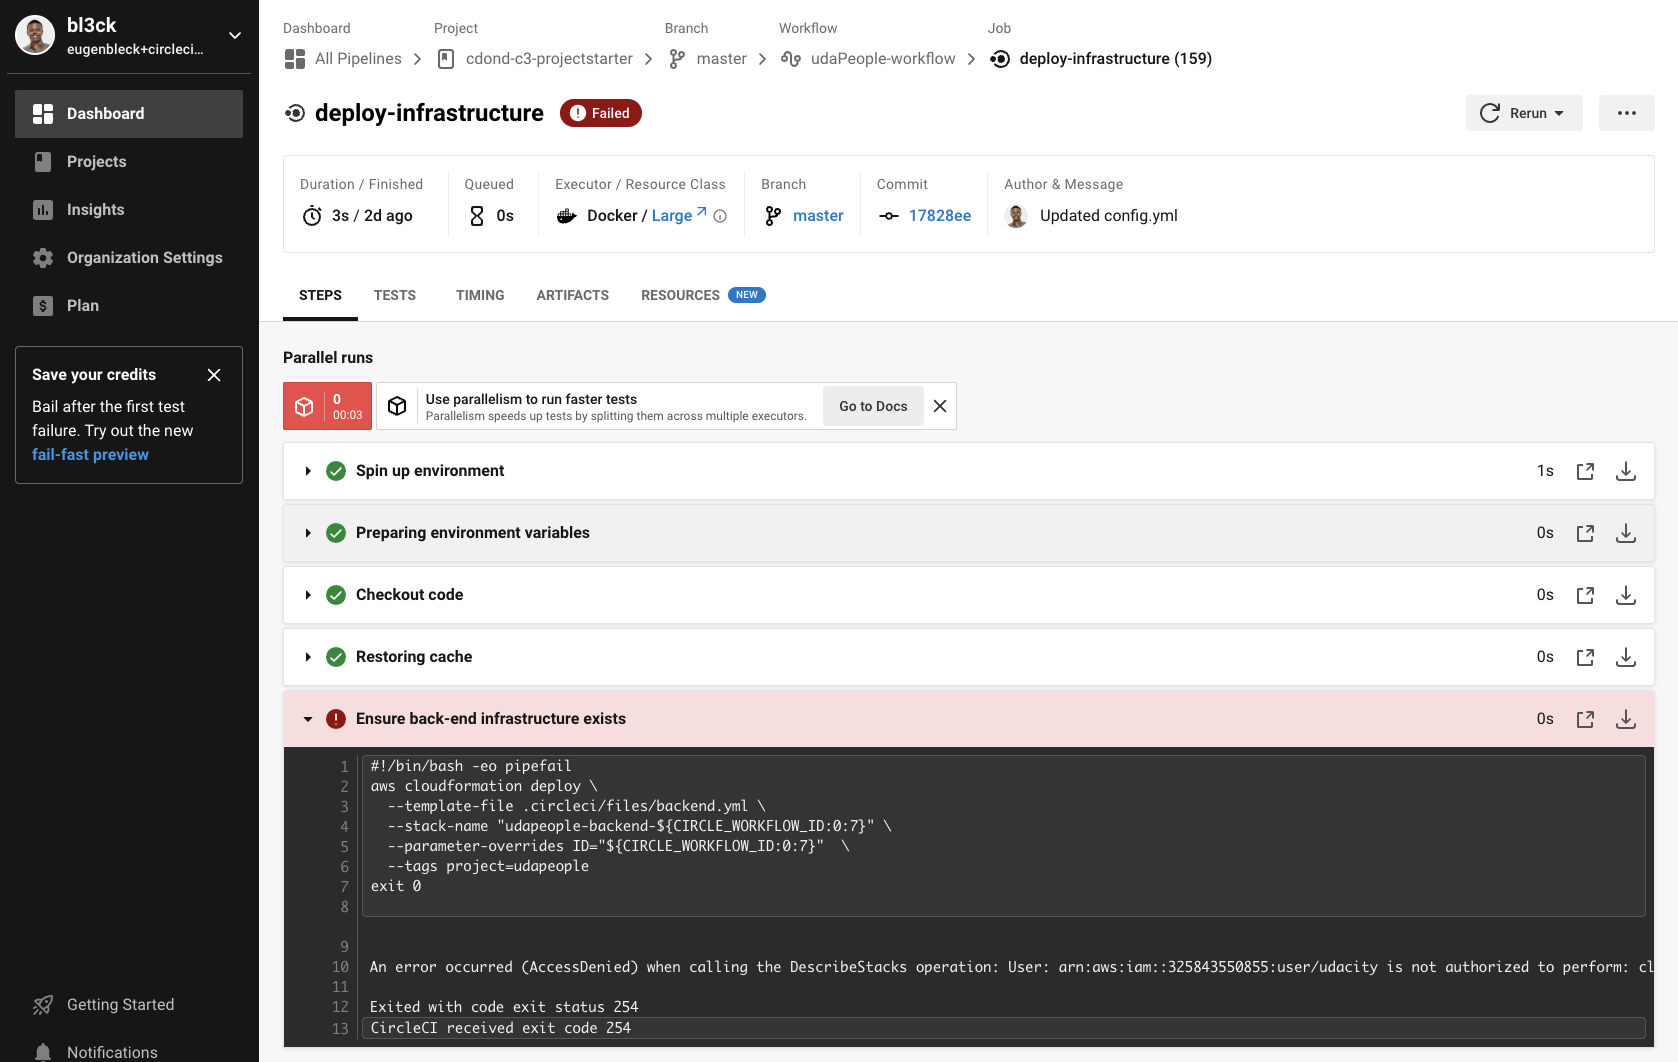 bl3ck
eugenbleck+circleci...
Dashboard
Projects
Insights
Organization Settings
Plan
Save your credits
Bail after the first test
failure. Try out the new
fail-fast preview
Getting Started
Notifications
Dashboard Project Branch Workflow Job
All Pipelines cdond-c3-projectstarter master udaPeople-workflow deploy-infrastructure (159)
deploy-infrastructure Failed Rerun
Duration / Finished Queued Executor / Resource Class Branch Commit Author & Message
3s / 2d ago 0s Docker / Large master 17828ee Updated config.yml
STEPS TESTS TIMING ARTIFACTS RESOURCES NEW
Parallel runs
0
00:03
Use parallelism to run faster tests
Parallelism speeds up tests by splitting them across multiple executors.
Go to Docs
Spin up environment 1s
Preparing environment variables 0s
Checkout code 0s
Restoring cache 0s
Ensure back-end infrastructure exists 0s
1 #!/bin/bash -eo pipefail
2 aws cloudformation deploy \
3 --template-file .circleci/files/backend.yml \
4 --stack-name "udapeople-backend-${CIRCLE_WORKFLOW_ID:0:7}" \
5 --parameter-overrides ID="${CIRCLE_WORKFLOW_ID:0:7}"  \
6 --tags project=udapeople
7 exit 0
8
9
10 An error occurred (AccessDenied) when calling the DescribeStacks operation: User: arn:aws:iam::325843550855:user/udacity is not authorized to perform: cl
11
12 Exited with code exit status 254
13 CircleCI received exit code 254